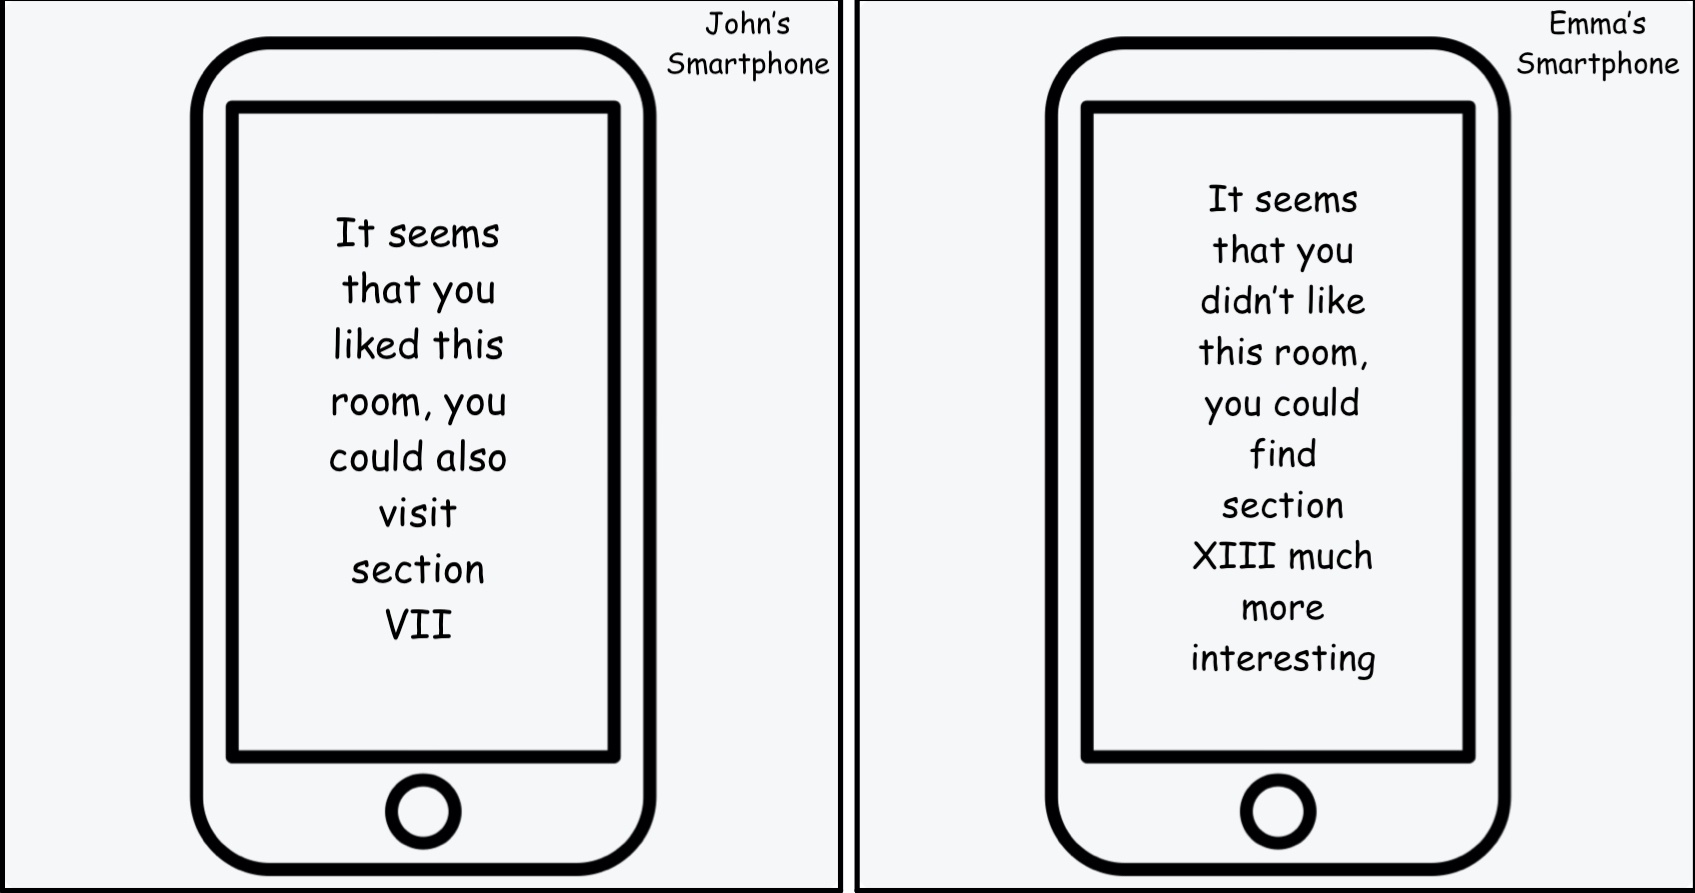 John's
Smartphone
It seems
that you
liked this
room, you
could also
visit
section
VII
Emma's
Smartphone
It seems
that you
didn't like
this room,
you could
find
section
XIII much
more
interesting